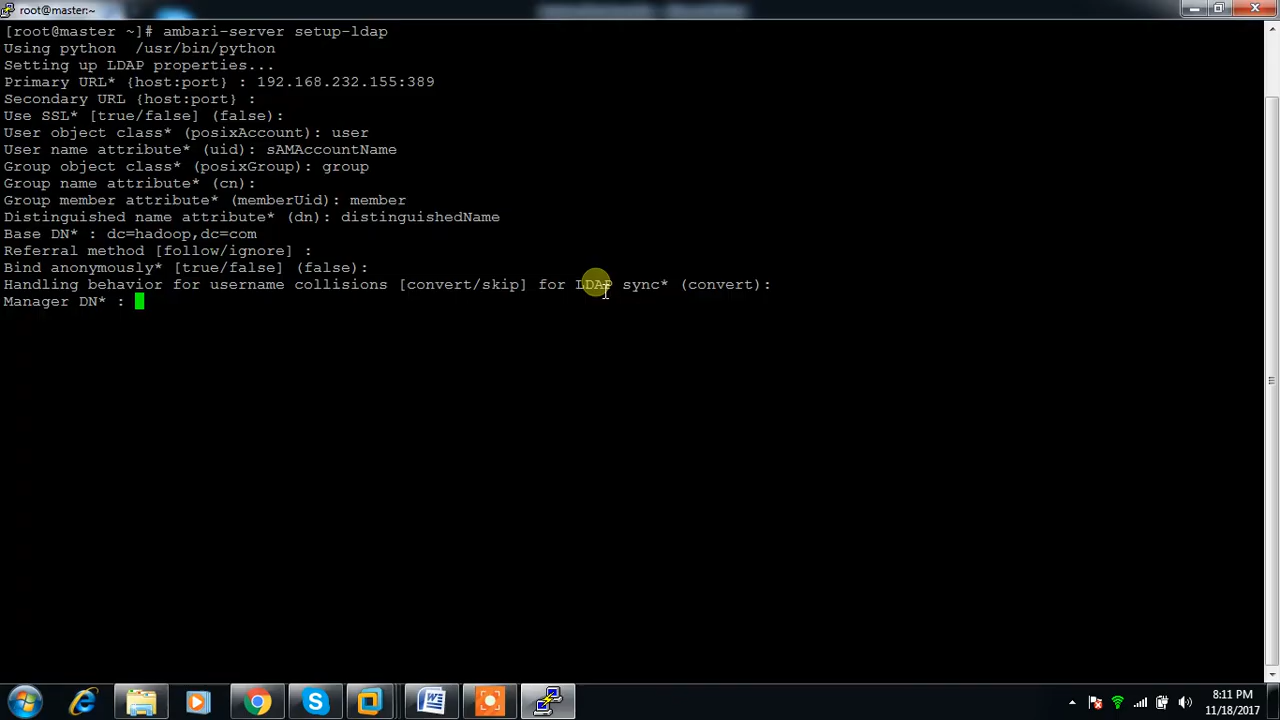 root@master:~
[root@master ~]# ambari-server setup-ldap
Using python  /usr/bin/python
Setting up LDAP properties...
Primary URL* {host:port} : 192.168.232.155:389
Secondary URL {host:port} :
Use SSL* [true/false] (false):
User object class* (posixAccount): user
User name attribute* (uid): sAMAccountName
Group object class* (posixGroup): group
Group name attribute* (cn):
Group member attribute* (memberUid): member
Distinguished name attribute* (dn): distinguishedName
Base DN* : dc=hadoop,dc=com
Referral method [follow/ignore] :
Bind anonymously* [true/false] (false):
Handling behavior for username collisions [convert/skip] for LDAP sync* (convert):
Manager DN* :
8:11 PM
11/18/2017